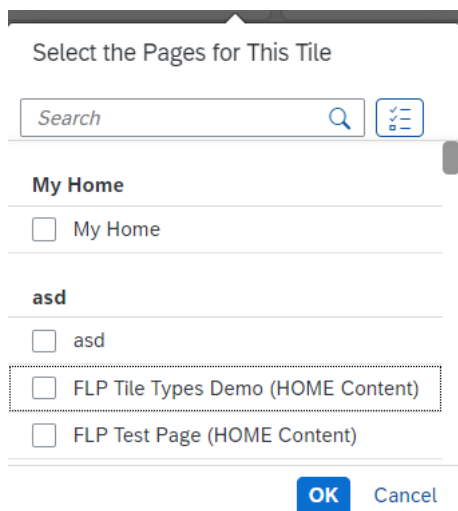 Select the Pages for This Tile
Search
My Home
My Home
asd
asd
FLP Tile Types Demo (HOME Content)
FLP Test Page (HOME Content)
OK Cancel